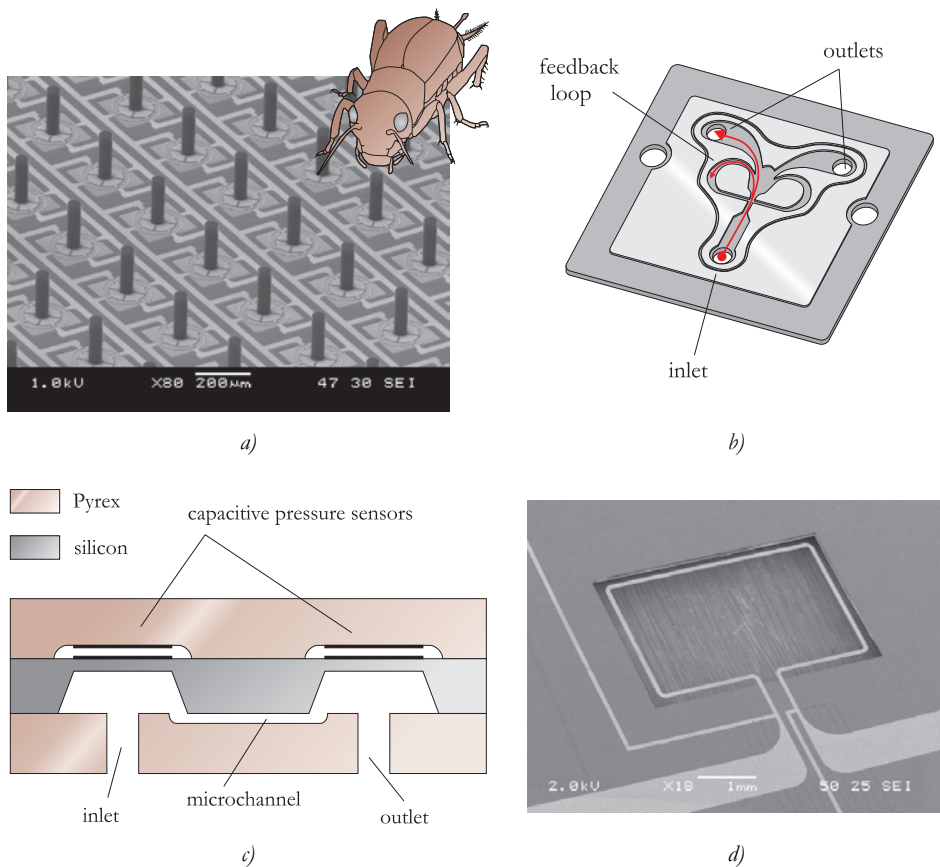 outlets
feedback
loop
inlet
1.0kV X80 200µm 47 30 SEI
a)
b)
Pyrex
silicon
capacitive pressure sensors
inlet
microchannel
outlet
2.0kV X18 1mm 50 25 SEI
c)
d)